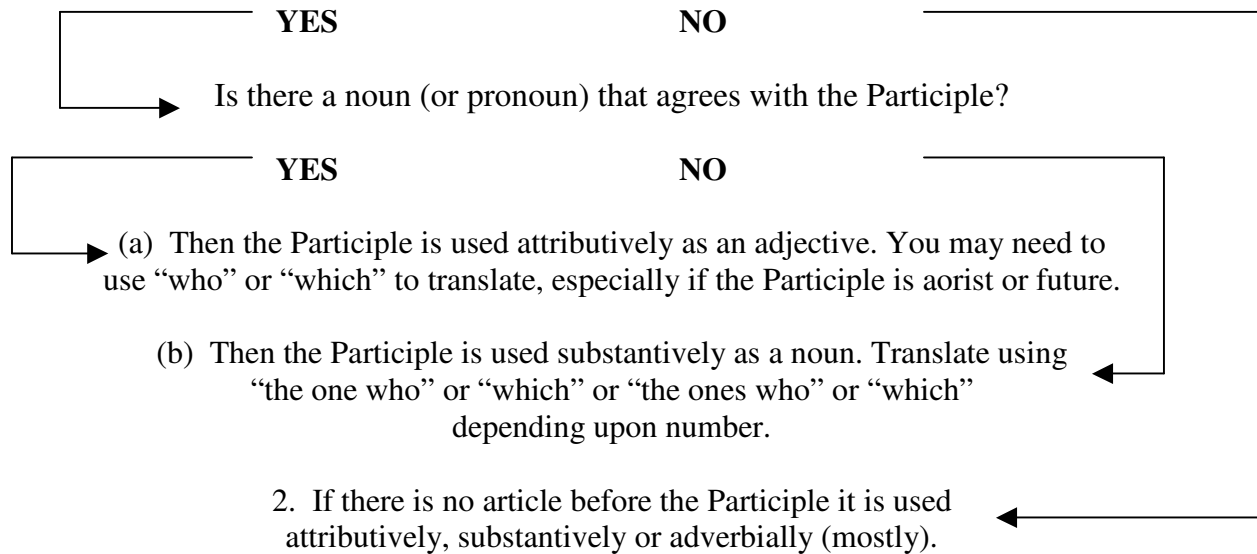 YES NO
Is there a noun (or pronoun) that agrees with the Participle?
YES NO
(a) Then the Participle is used attributively as an adjective. You may need to
use “who” or “which” to translate, especially if the Participle is aorist or future.
(b) Then the Participle is used substantively as a noun. Translate using
“the one who” or “which” or “the ones who” or “which”
depending upon number.
2. If there is no article before the Participle it is used
attributively, substantively or adverbially (mostly).